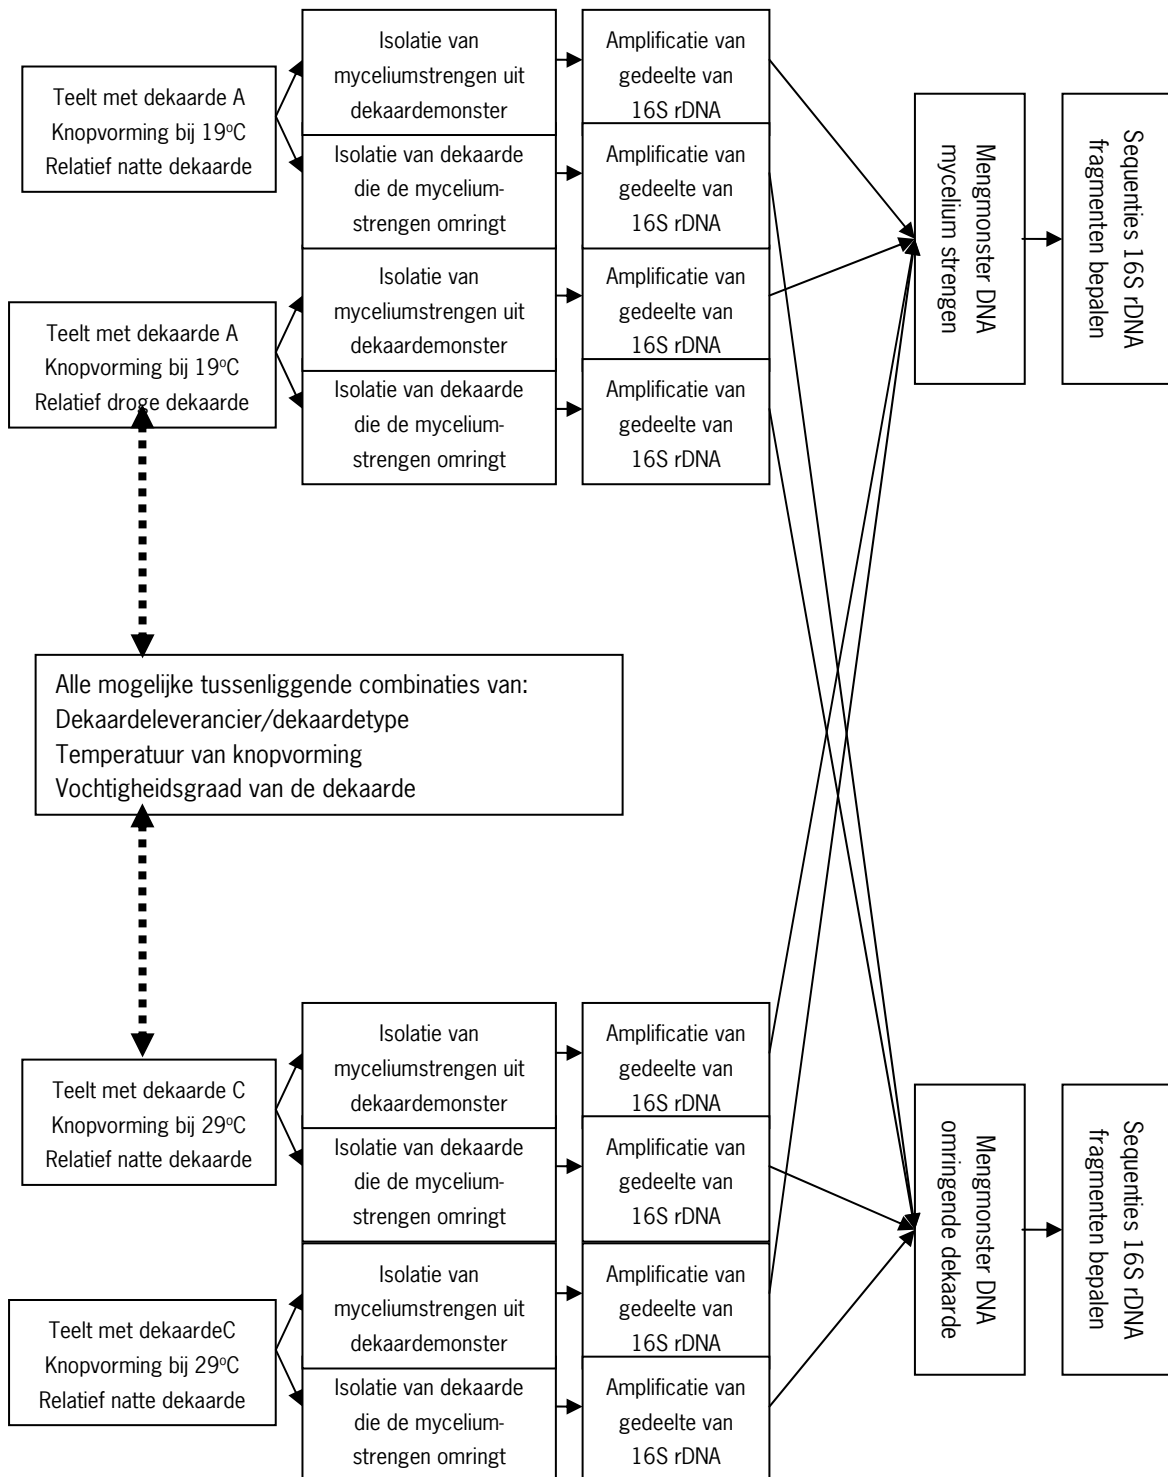 Teelt met dekaarde A
Knopvorming bij 19°C
Relatief natte dekaarde
Isolatie van
myceliumstrengen uit
dekaardemonster
Amplificatie van
gedeelte van
16S rDNA
Isolatie van dekaarde
die de mycelium-
strengen omringt
Amplificatie van
gedeelte van
16S rDNA
Teelt met dekaarde A
Knopvorming bij 19°C
Relatief droge dekaarde
Isolatie van
myceliumstrengen uit
dekaardemonster
Amplificatie van
gedeelte van
16S rDNA
Isolatie van dekaarde
die de mycelium-
strengen omringt
Amplificatie van
gedeelte van
16S rDNA
Mengmonster DNA
mycelium strengen
Sequenties 16S rDNA
fragmenten bepalen
Alle mogelijke tussenliggende combinaties van:
Dekaardeleverancier/dekaardetype
Temperatuur van knopvorming
Vochtigheidsgraad van de dekaarde
Teelt met dekaarde C
Knopvorming bij 29°C
Relatief natte dekaarde
Isolatie van
myceliumstrengen uit
dekaardemonster
Amplificatie van
gedeelte van
16S rDNA
Isolatie van dekaarde
die de mycelium-
strengen omringt
Amplificatie van
gedeelte van
16S rDNA
Teelt met dekaardeC
Knopvorming bij 29°C
Relatief natte dekaarde
Isolatie van
myceliumstrengen uit
dekaardemonster
Amplificatie van
gedeelte van
16S rDNA
Isolatie van dekaarde
die de mycelium-
strengen omringt
Amplificatie van
gedeelte van
16S rDNA
Mengmonster DNA
omringende dekaarde
Sequenties 16S rDNA
fragmenten bepalen